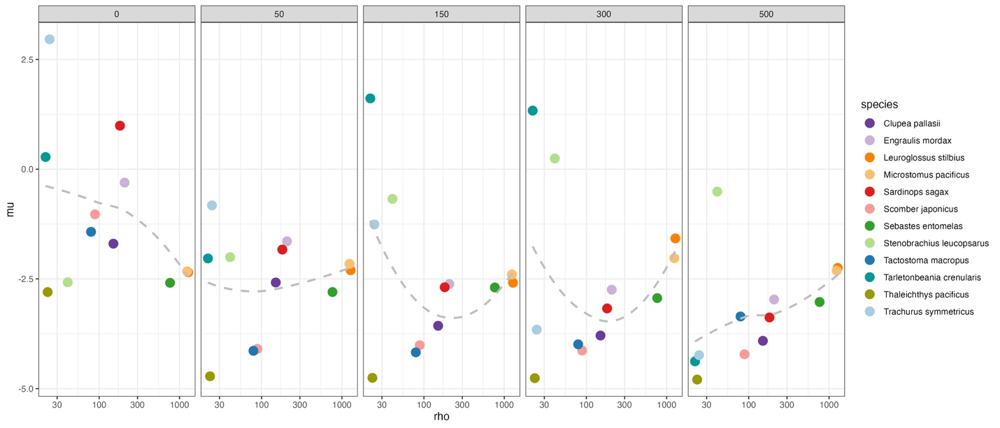 0 50 150 300 500
mu
2.5
0.0
-2.5
-5.0
30 100 300 1000 30 100 300 1000 30 100 300 1000 30 100 300 1000 30 100 300 1000
rho
species
Clupea pallasii
Engraulis mordax
Leuroglossus stilbius
Microstomus pacificus
Sardinops sagax
Scomber japonicus
Sebastes entomelas
Stenobrachius leucopsarus
Tactostoma macropus
Tarletonbeania crenularis
Thaleichthys pacificus
Trachurus symmetricus